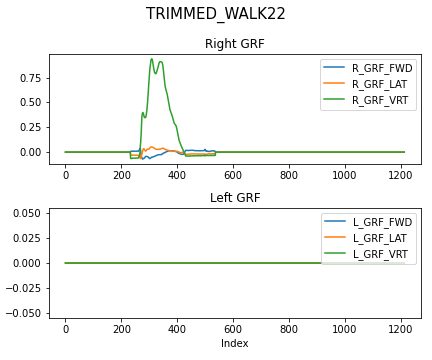 TRIMMED_WALK22
Right GRF
0.75
0.50
0.25
0.00
R_GRF_FWD
R_GRF_LAT
R_GRF_VRT
0 200 400 600 800 1000 1200
Left GRF
0.050
0.025
0.000
−0.025
−0.050
L_GRF_FWD
L_GRF_LAT
L_GRF_VRT
0 200 400 600 800 1000 1200
Index